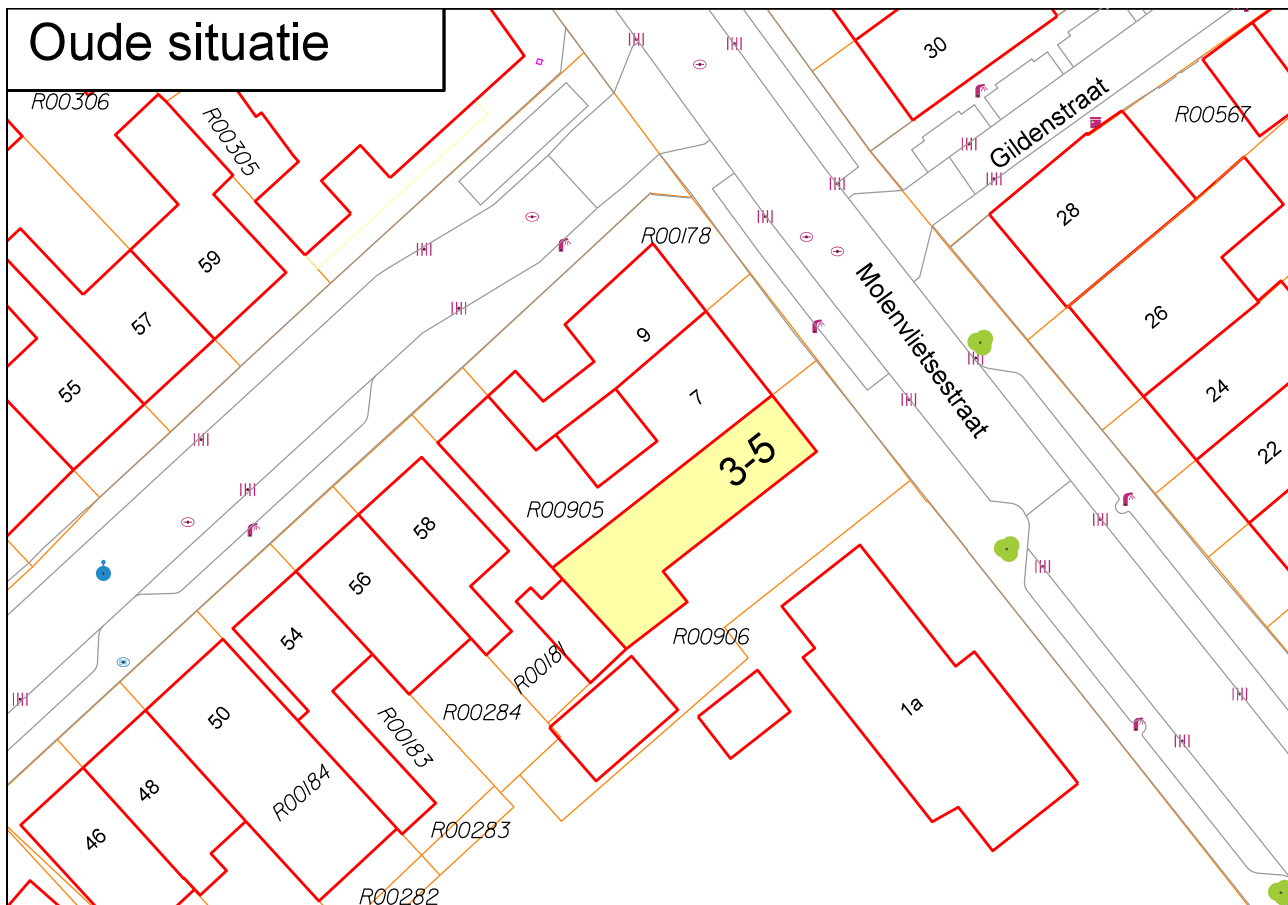 Oude situatie
30
R00306
R00305
Gildenstraat
R00567
28
R00178
59
Molenvlietsestraat
57
9
26
55
7
24
3-5
22
R00905
58
56
54
R00906
R00181
50
R00284
1a
R00183
48
R00184
46
R00283
R00282